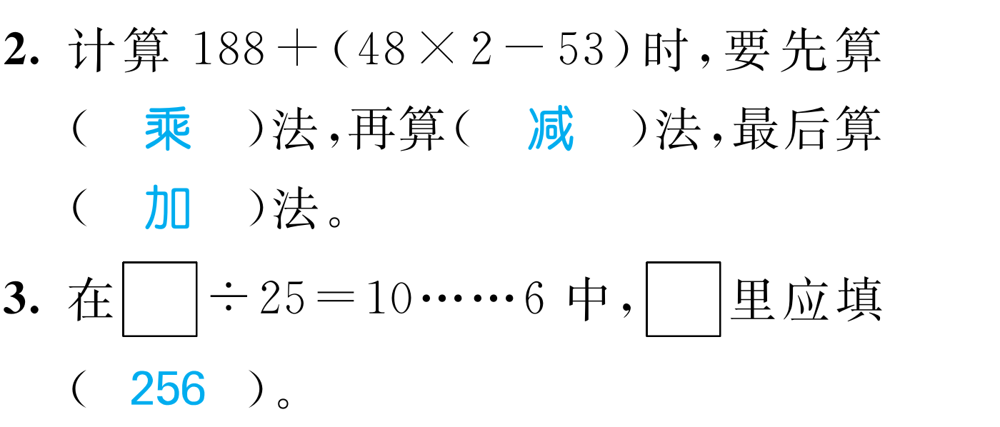 2. 计算 188+(48×2-53)时,要先算
( 乘 )法,再算( 减 )法,最后算
( 加 )法。
3. 在□÷25=10……6 中,□里应填
( 256 )。